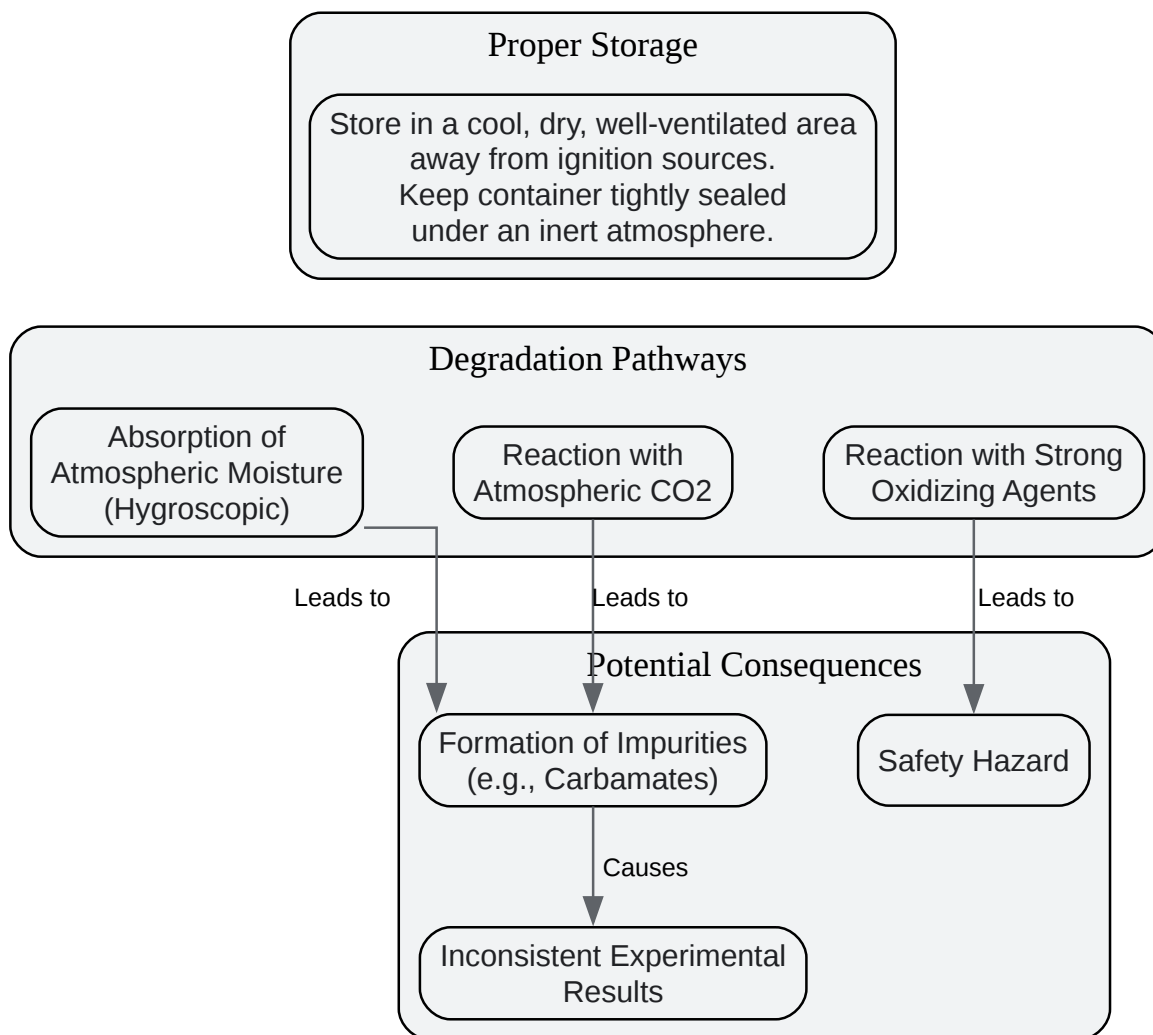 Proper Storage
Store in a cool, dry, well-ventilated area
away from ignition sources.
Keep container tightly sealed
under an inert atmosphere.
Degradation Pathways
Absorption of
Atmospheric Moisture
(Hygroscopic)
Reaction with
Atmospheric CO2
Reaction with Strong
Oxidizing Agents
Leads to
Leads to
Leads to
Potential Consequences
Formation of Impurities
(e.g., Carbamates)
Safety Hazard
Causes
Inconsistent Experimental
Results